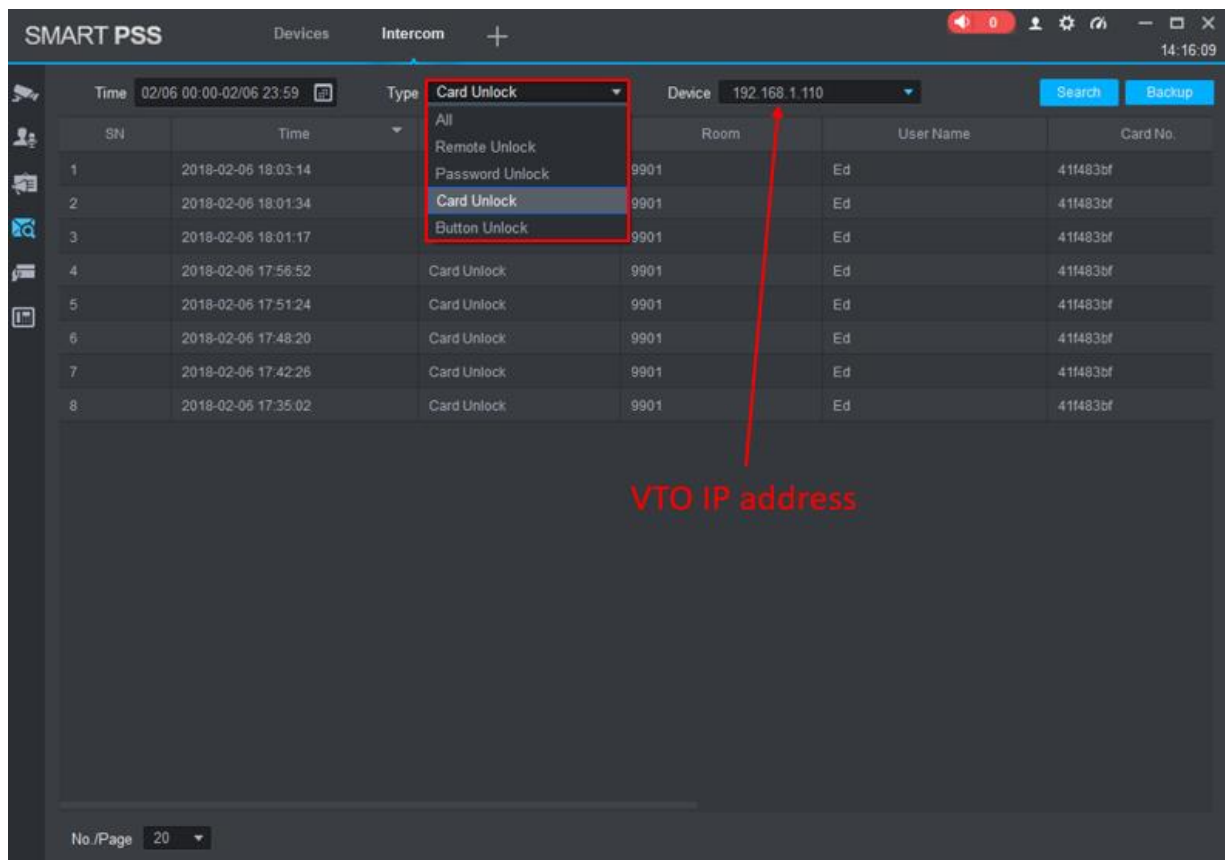 SMART PSS Devices Intercom + 0
14:16:09
Time 02/06 00:00-02/06 23:59 Type Card Unlock Device 192.168.1.110 Search Backup
All
Remote Unlock
Password Unlock
Card Unlock
Button Unlock
SN Time Room User Name Card No.
1 2018-02-06 18:03:14 9901 Ed 41f483bf
2 2018-02-06 18:01:34 9901 Ed 41f483bf
3 2018-02-06 18:01:17 9901 Ed 41f483bf
4 2018-02-06 17:56:52 Card Unlock 9901 Ed 41f483bf
5 2018-02-06 17:51:24 Card Unlock 9901 Ed 41f483bf
6 2018-02-06 17:48:20 Card Unlock 9901 Ed 41f483bf
7 2018-02-06 17:42:26 Card Unlock 9901 Ed 41f483bf
8 2018-02-06 17:35:02 Card Unlock 9901 Ed 41f483bf
VTO IP address
No./Page 20